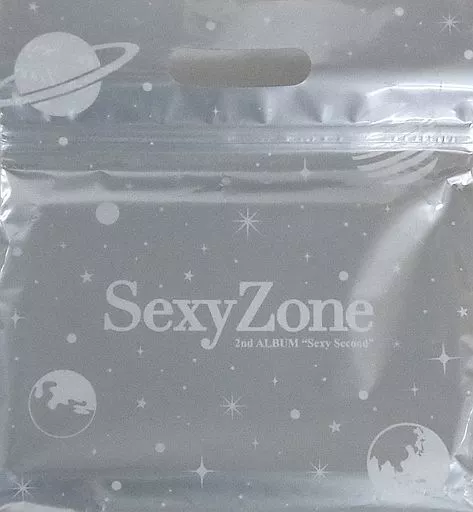 SexyZone
2nd ALBUM “Sexy Second”